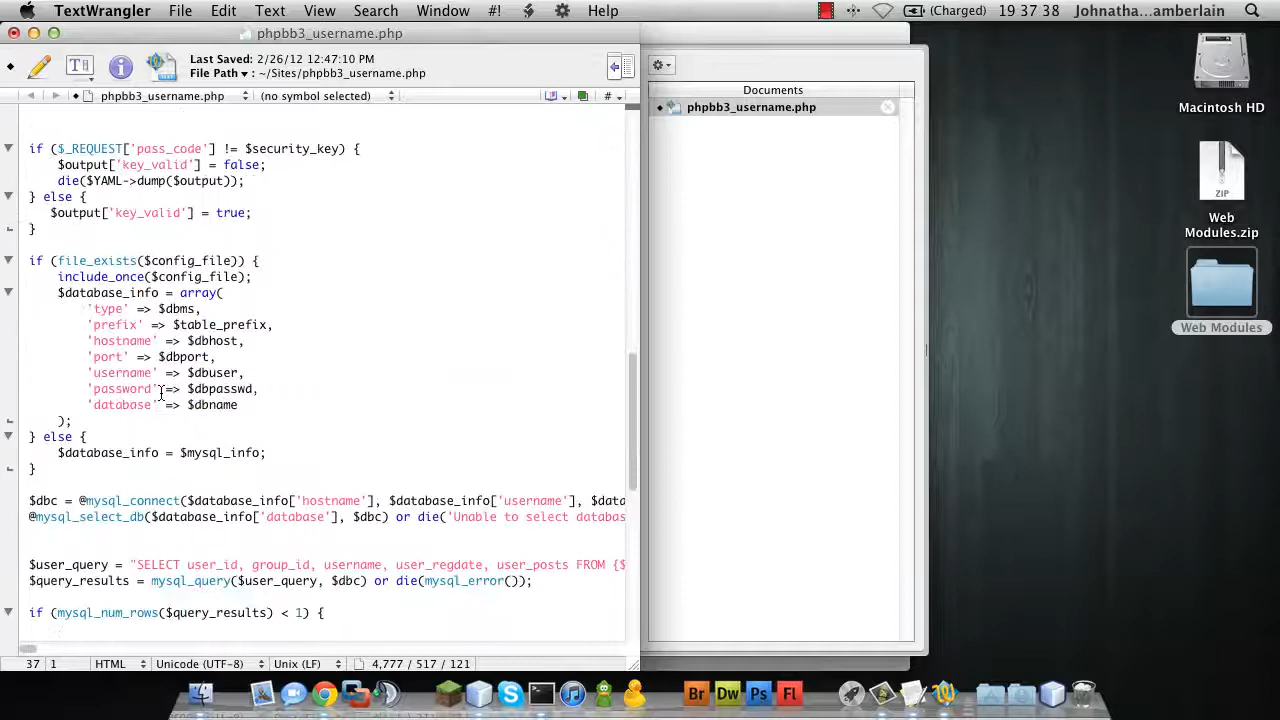 TextWrangler File Edit Text View Search Window #! Help (Charged) 19 37 38 Johnatha...amberlain
phpbb3_username.php
Last Saved: 2/26/12 12:47:10 PM
File Path ▾ : ~/Sites/phpbb3_username.php
phpbb3_username.php (no symbol selected) #
Documents
phpbb3_username.php
if ($_REQUEST['pass_code'] != $security_key) {
$output['key_valid'] = false;
die($YAML->dump($output));
} else {
$output['key_valid'] = true;
}
if (file_exists($config_file)) {
include_once($config_file);
$database_info = array(
'type' => $dbms,
'prefix' => $table_prefix,
'hostname' => $dbhost,
'port' => $dbport,
'username' => $dbuser,
'password' => $dbpasswd,
'database' => $dbname
);
} else {
$database_info = $mysql_info;
}
$dbc = @mysql_connect($database_info['hostname'], $database_info['username'], $data
@mysql_select_db($database_info['database'], $dbc) or die('Unable to select databas
$user_query = "SELECT user_id, group_id, username, user_regdate, user_posts FROM {$
$query_results = mysql_query($user_query, $dbc) or die(mysql_error());
if (mysql_num_rows($query_results) < 1) {
37 1 HTML Unicode (UTF-8) Unix (LF) 4,777 / 517 / 121
Macintosh HD
ZIP
Web
Modules.zip
Web Modules
Br Dw Ps Fl